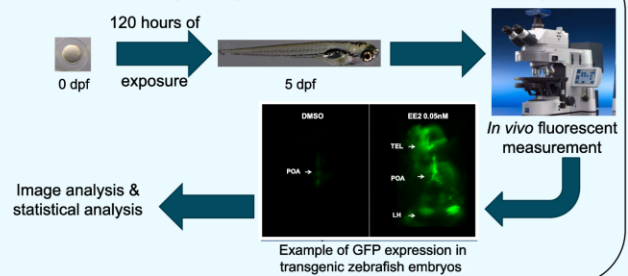 120 hours of
exposure
0 dpf
5 dpf
In vivo fluorescent
measurement
DMSO
EE2 0.05nM
TEL
POA
POA
LH
Image analysis &
statistical analysis
Example of GFP expression in
transgenic zebrafish embryos